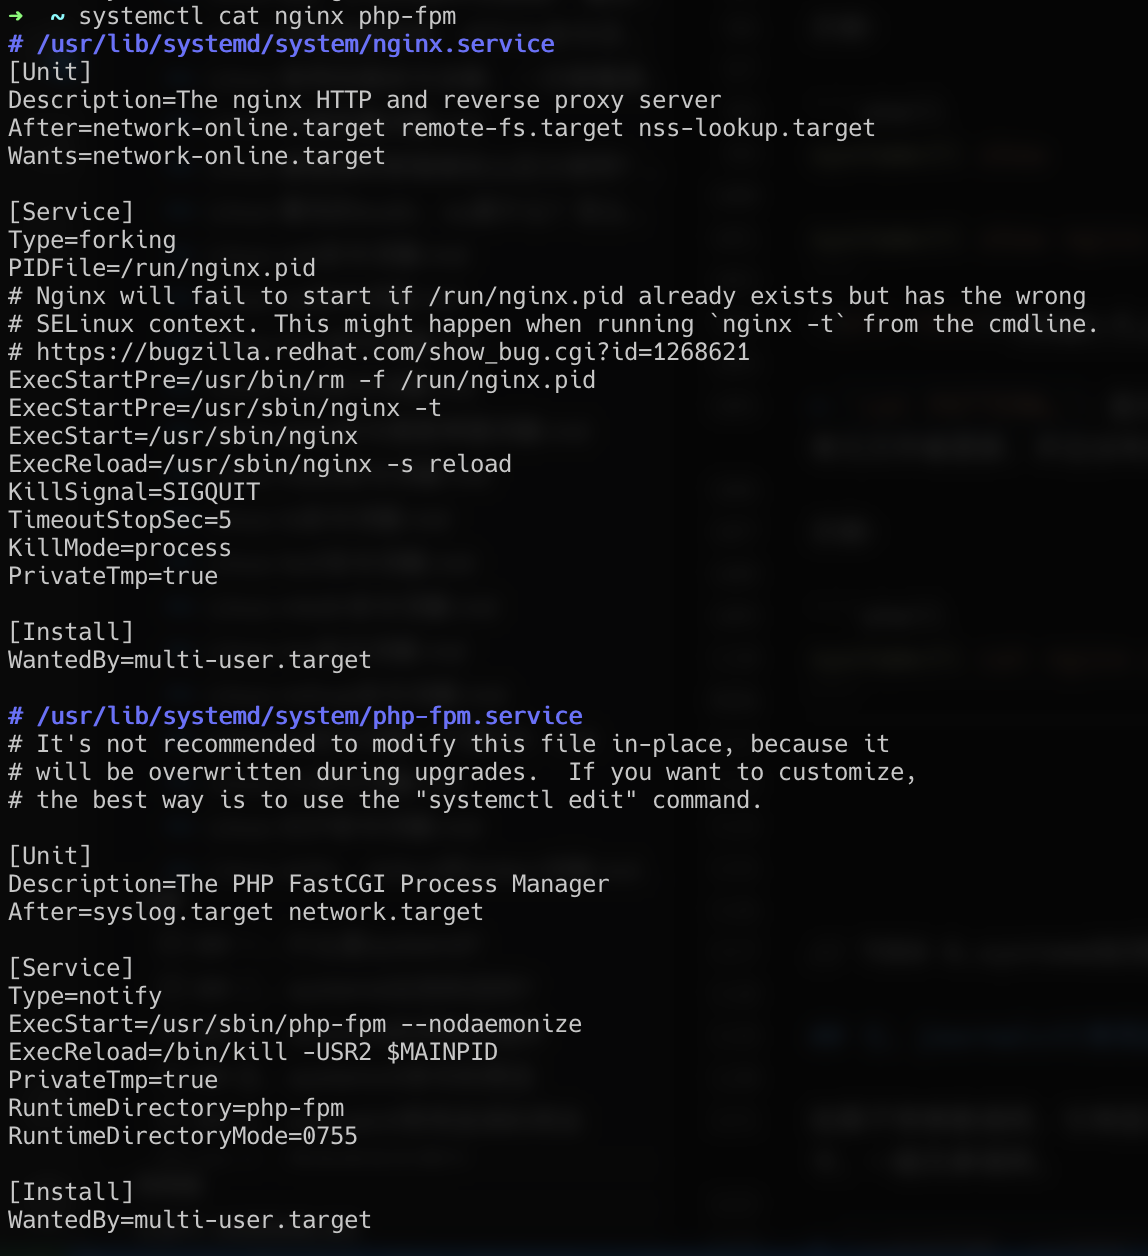 ➜  ~ systemctl cat nginx php-fpm
# /usr/lib/systemd/system/nginx.service
[Unit]
Description=The nginx HTTP and reverse proxy server
After=network-online.target remote-fs.target nss-lookup.target
Wants=network-online.target

[Service]
Type=forking
PIDFile=/run/nginx.pid
# Nginx will fail to start if /run/nginx.pid already exists but has the wrong
# SELinux context. This might happen when running `nginx -t` from the cmdline.
# https://bugzilla.redhat.com/show_bug.cgi?id=1268621
ExecStartPre=/usr/bin/rm -f /run/nginx.pid
ExecStartPre=/usr/sbin/nginx -t
ExecStart=/usr/sbin/nginx
ExecReload=/usr/sbin/nginx -s reload
KillSignal=SIGQUIT
TimeoutStopSec=5
KillMode=process
PrivateTmp=true

[Install]
WantedBy=multi-user.target

# /usr/lib/systemd/system/php-fpm.service
# It's not recommended to modify this file in-place, because it
# will be overwritten during upgrades.  If you want to customize,
# the best way is to use the "systemctl edit" command.

[Unit]
Description=The PHP FastCGI Process Manager
After=syslog.target network.target

[Service]
Type=notify
ExecStart=/usr/sbin/php-fpm --nodaemonize
ExecReload=/bin/kill -USR2 $MAINPID
PrivateTmp=true
RuntimeDirectory=php-fpm
RuntimeDirectoryMode=0755

[Install]
WantedBy=multi-user.target